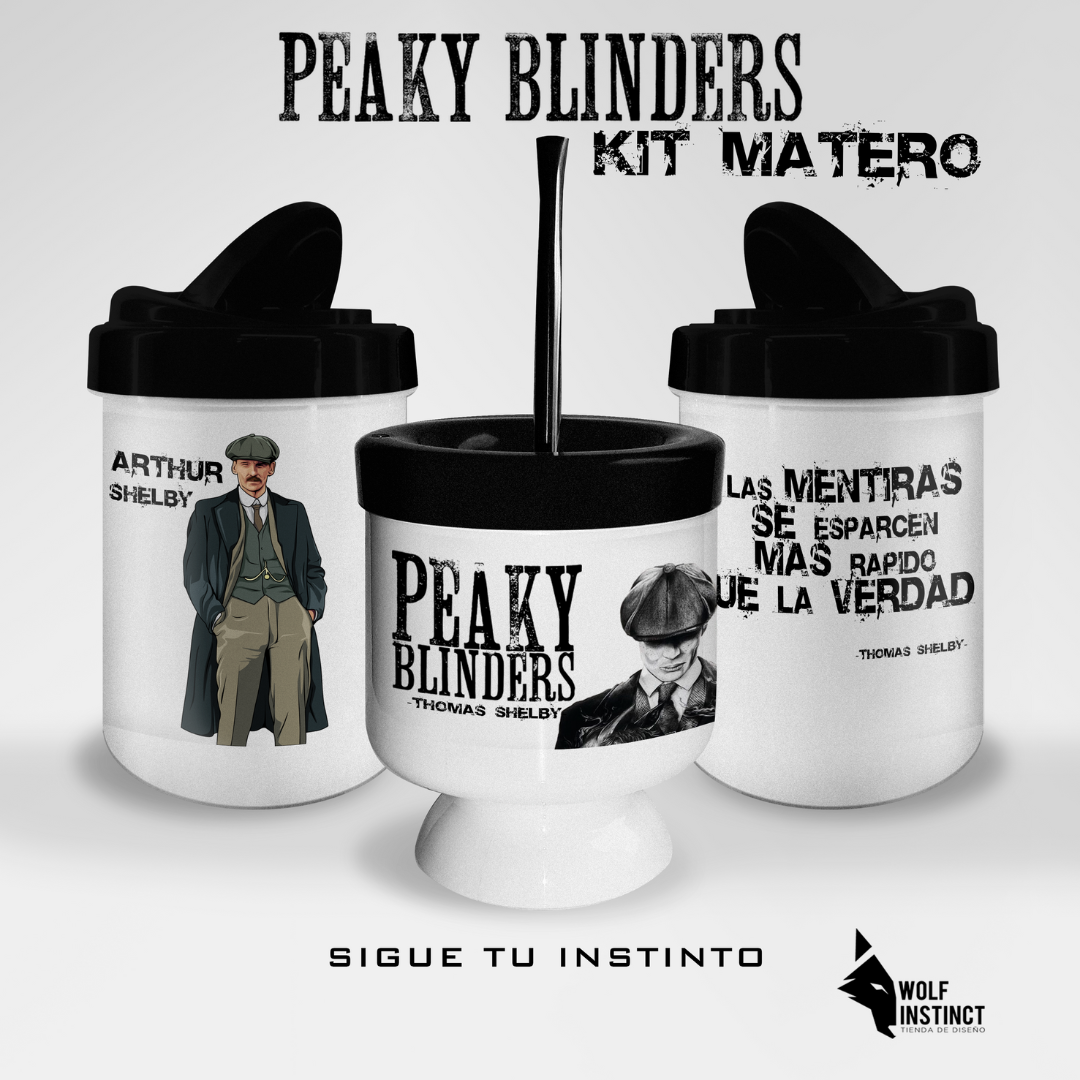 PEAKY BLINDERS
KIT MATERO
ARTHUR
SHELBY
PEAKY
BLINDERS
-THOMAS SHELBY
LAS MENTIRAS
SE ESPARCEN
MAS RAPIDO
UE LA VERDAD
-THOMAS SHELBY-
SIGUE TU INSTINTO
WOLF
INSTINCT
TIENDA DE DISEÑO